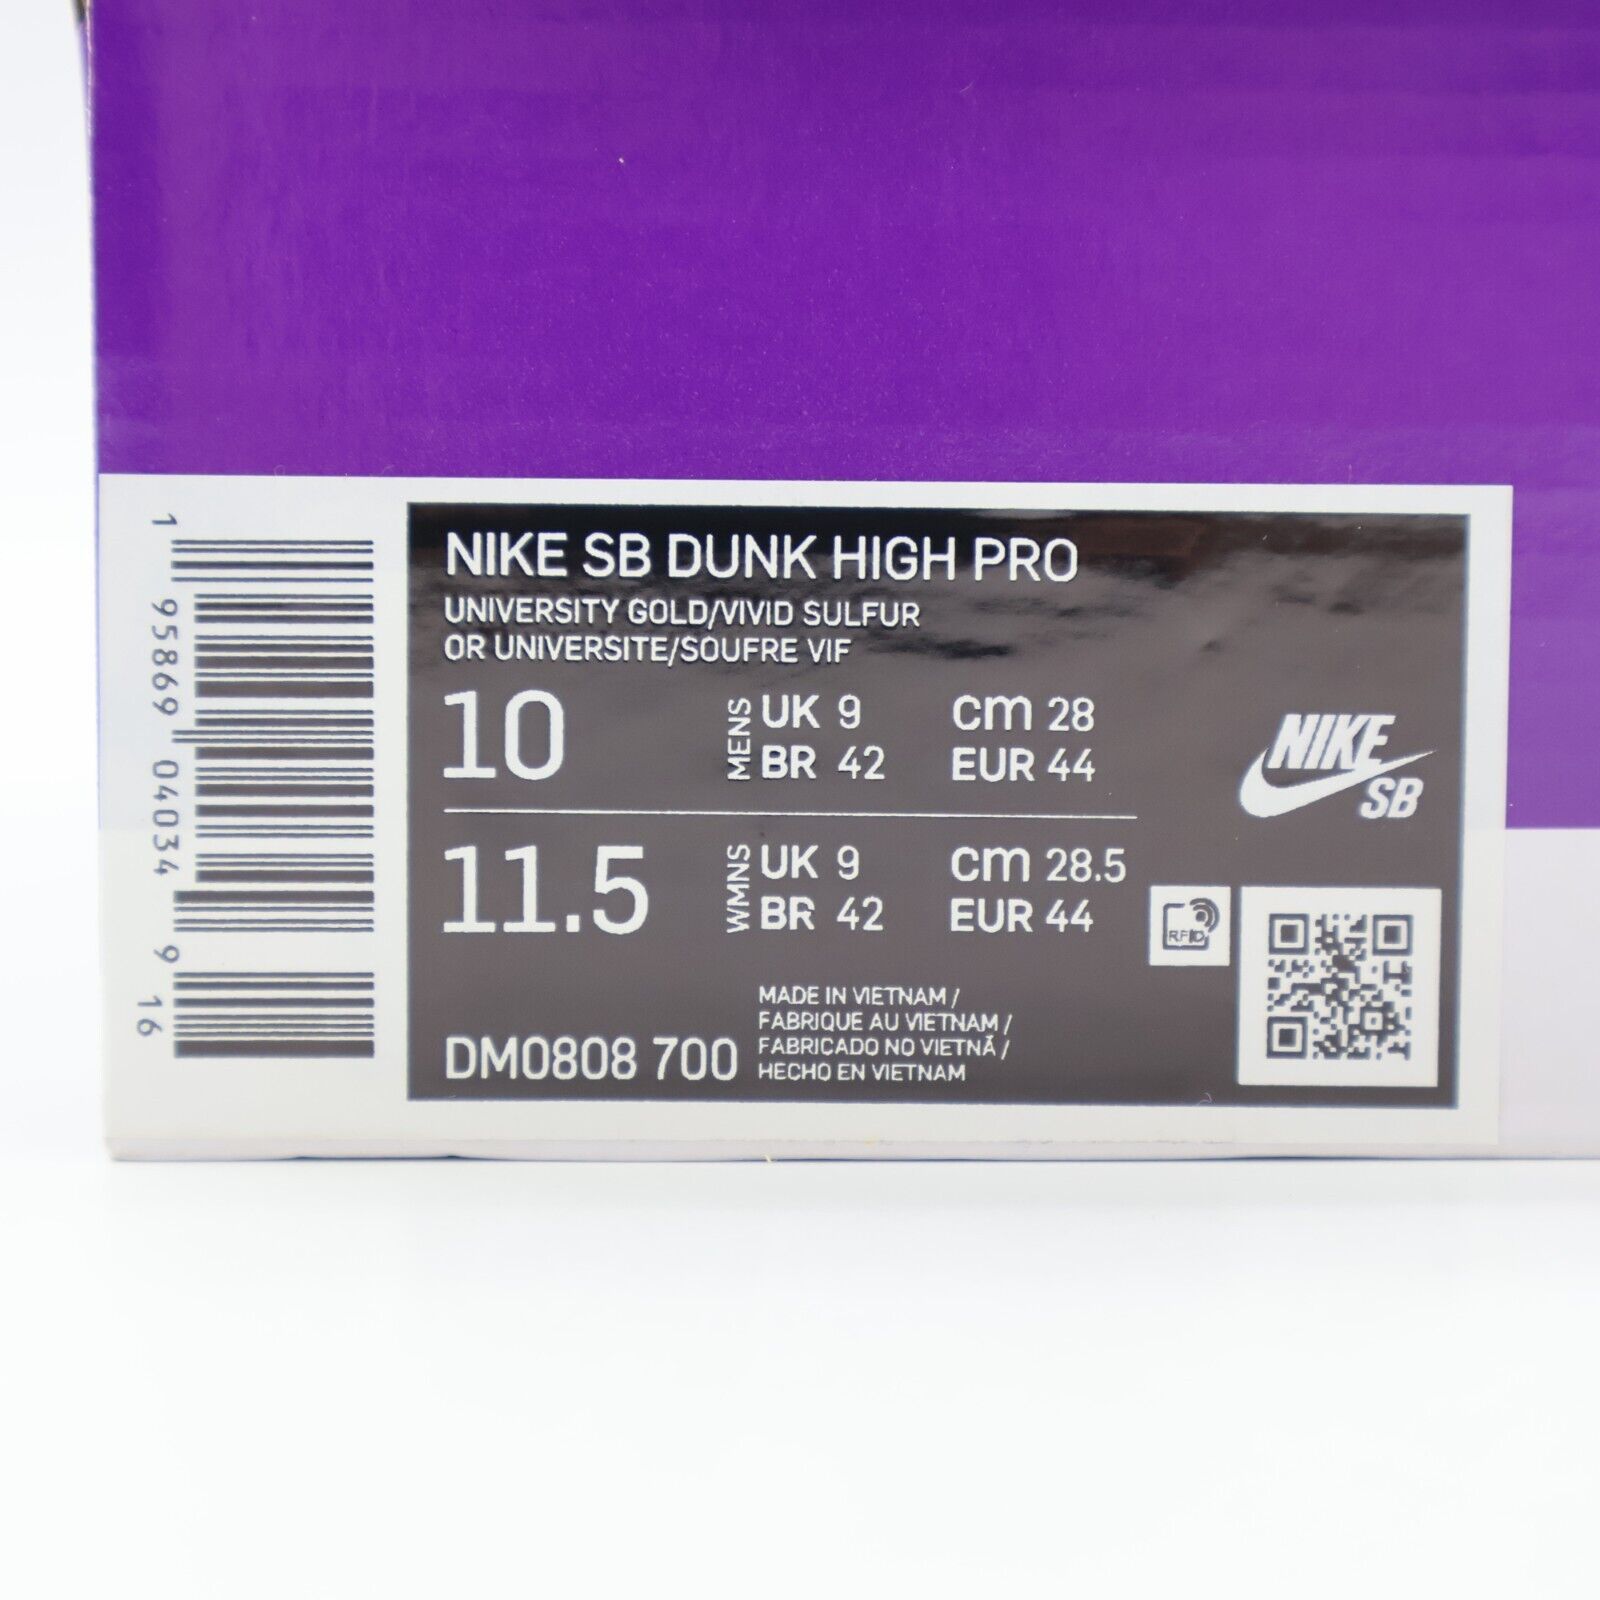 NIKE SB DUNK HIGH PRO
UNIVERSITY GOLD/VIVID SULFUR
OR UNIVERSITE/SOUFRE VIF
10
MENS
UK 9 CM 28
BR 42 EUR 44
11.5
WMNS
UK 9 CM 28.5
BR 42 EUR 44
DM0808 700
MADE IN VIETNAM /
FABRIQUE AU VIETNAM /
FABRICADO NO VIETNÃ /
HECHO EN VIETNAM
NIKE
SB
RFID
1 95869 04034 9 16